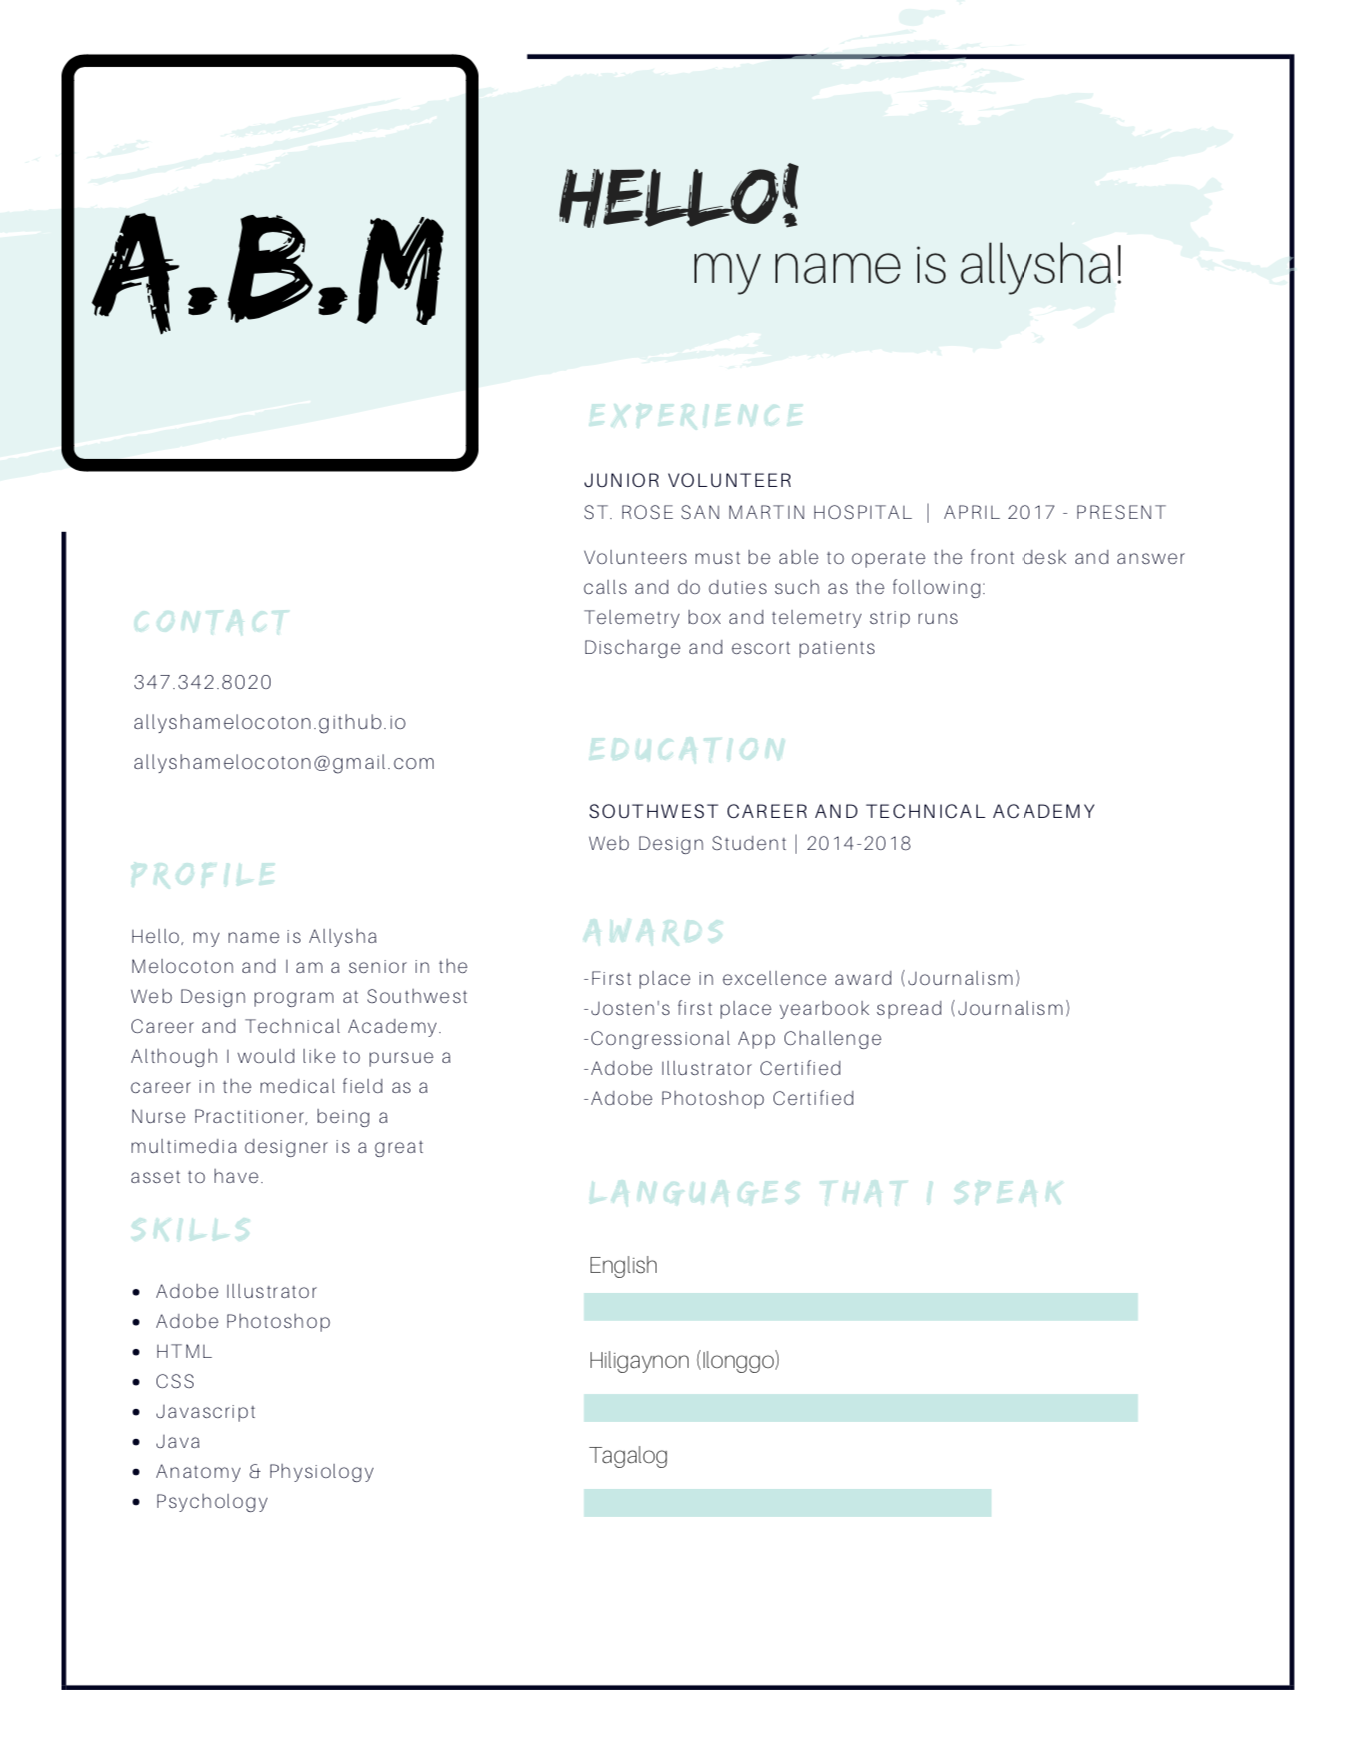 A.B.M
HELLO!
my name is allysha!
CONTACT
347.342.8020
allyshamelocoton.github.io
allyshamelocoton@gmail.com
PROFILE
Hello, my name is Allysha
Melocoton and I am a senior in the
Web Design program at Southwest
Career and Technical Academy.
Although I would like to pursue a
career in the medical field as a
Nurse Practitioner, being a
multimedia designer is a great
asset to have.
SKILLS
• Adobe Illustrator
• Adobe Photoshop
• HTML
• CSS
• Javascript
• Java
• Anatomy & Physiology
• Psychology
EXPERIENCE
JUNIOR VOLUNTEER
ST. ROSE SAN MARTIN HOSPITAL | APRIL 2017 - PRESENT
Volunteers must be able to operate the front desk and answer
calls and do duties such as the following:
Telemetry box and telemetry strip runs
Discharge and escort patients
EDUCATION
SOUTHWEST CAREER AND TECHNICAL ACADEMY
Web Design Student | 2014-2018
AWARDS
-First place in excellence award (Journalism)
-Josten's first place yearbook spread (Journalism)
-Congressional App Challenge
-Adobe Illustrator Certified
-Adobe Photoshop Certified
LANGUAGES THAT I SPEAK
English
Hiligaynon (Ilonggo)
Tagalog